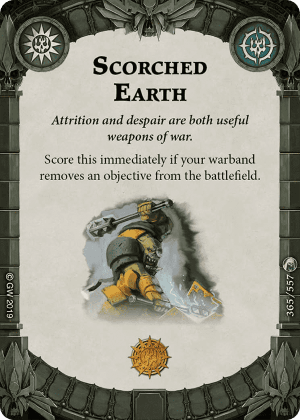 SCORCHED
EARTH
Attrition and despair are both useful
weapons of war.
Score this immediately if your warband
removes an objective from the battlefield.
© GW 2019
365/557